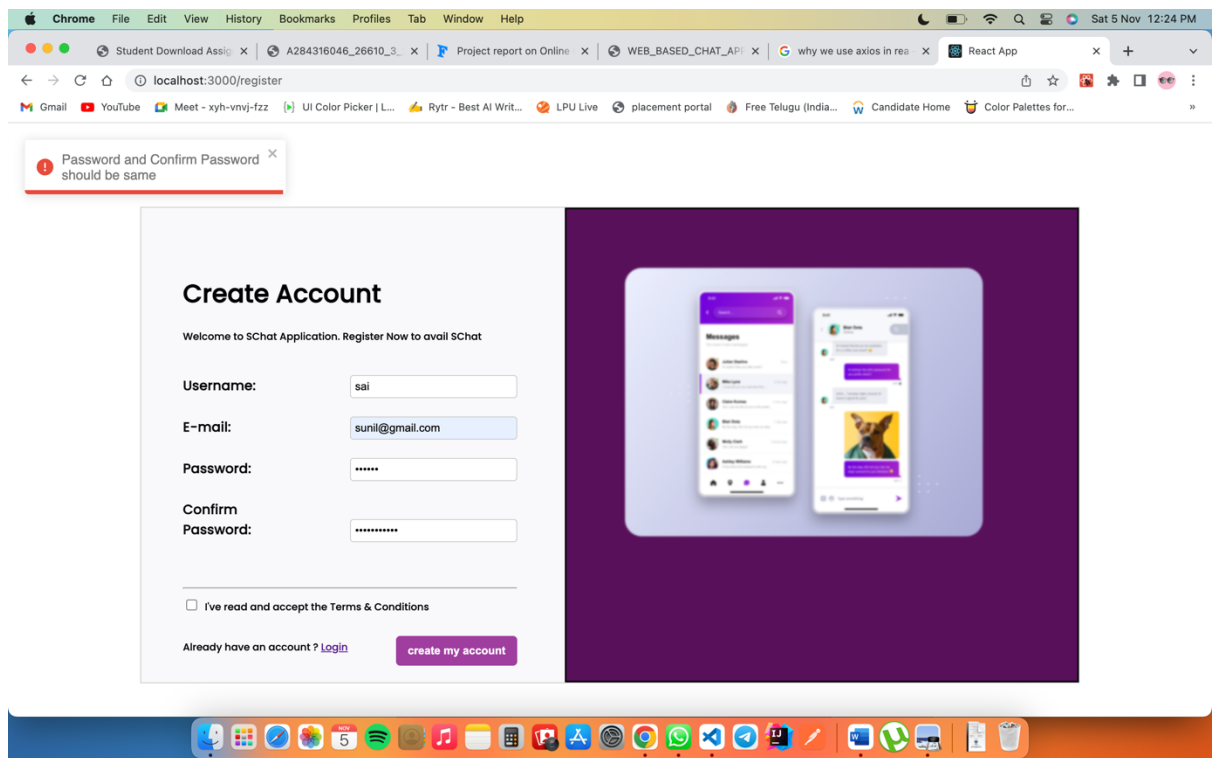 Chrome File Edit View History Bookmarks Profiles Tab Window Help Sat 5 Nov 12:24 PM
Student Download Assig A284316046_26610_3_ Project report on Online WEB_BASED_CHAT_APP why we use axios in rea React App
localhost:3000/register
Gmail YouTube Meet - xyh-vnvj-fzz UI Color Picker | L... Rytr - Best AI Writ... LPU Live placement portal Free Telugu (India... Candidate Home Color Palettes for... »
Password and Confirm Password
should be same
Create Account
Welcome to SChat Application. Register Now to avail SChat
Username: sai
E-mail: sunil@gmail.com
Password: ••••••
Confirm
Password: •••••••••••
I've read and accept the Terms & Conditions
Already have an account ? Login create my account
Messages
NOV
5